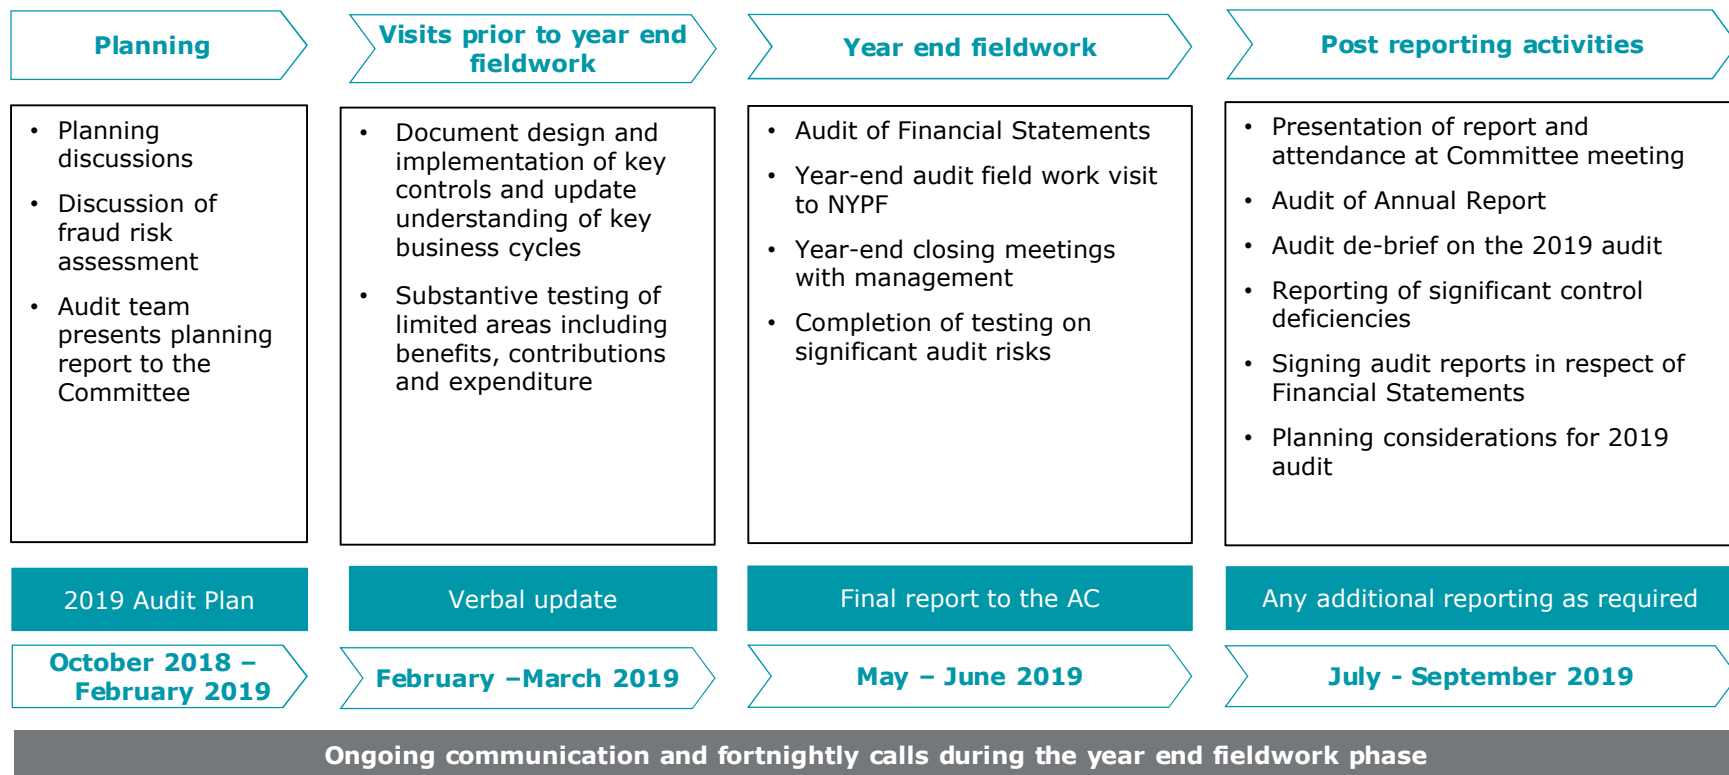 Planning
• Planning
discussions
• Discussion of
fraud risk
assessment
• Audit team
presents planning
report to the
Committee
2019 Audit Plan
October 2018 –
February 2019
Visits prior to year end
fieldwork
• Document design and
implementation of key
controls and update
understanding of key
business cycles
• Substantive testing of
limited areas including
benefits, contributions
and expenditure
Verbal update
February –March 2019
Year end fieldwork
• Audit of Financial Statements
• Year-end audit field work visit
to NYPF
• Year-end closing meetings
with management
• Completion of testing on
significant audit risks
Final report to the AC
May – June 2019
Post reporting activities
• Presentation of report and
attendance at Committee meeting
• Audit of Annual Report
• Audit de-brief on the 2019 audit
• Reporting of significant control
deficiencies
• Signing audit reports in respect of
Financial Statements
• Planning considerations for 2019
audit
Any additional reporting as required
July - September 2019
Ongoing communication and fortnightly calls during the year end fieldwork phase